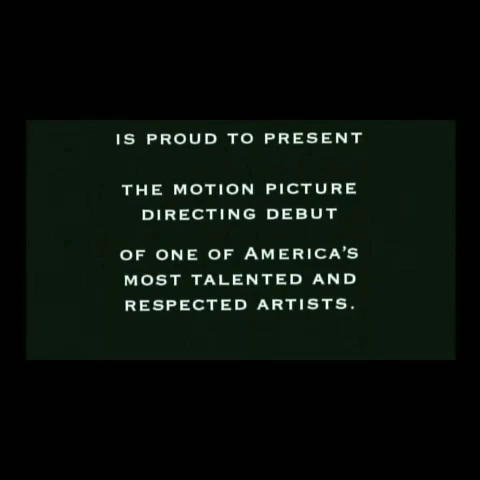 IS PROUD TO PRESENT
THE MOTION PICTURE
DIRECTING DEBUT
OF ONE OF AMERICA'S
MOST TALENTED AND
RESPECTED ARTISTS.